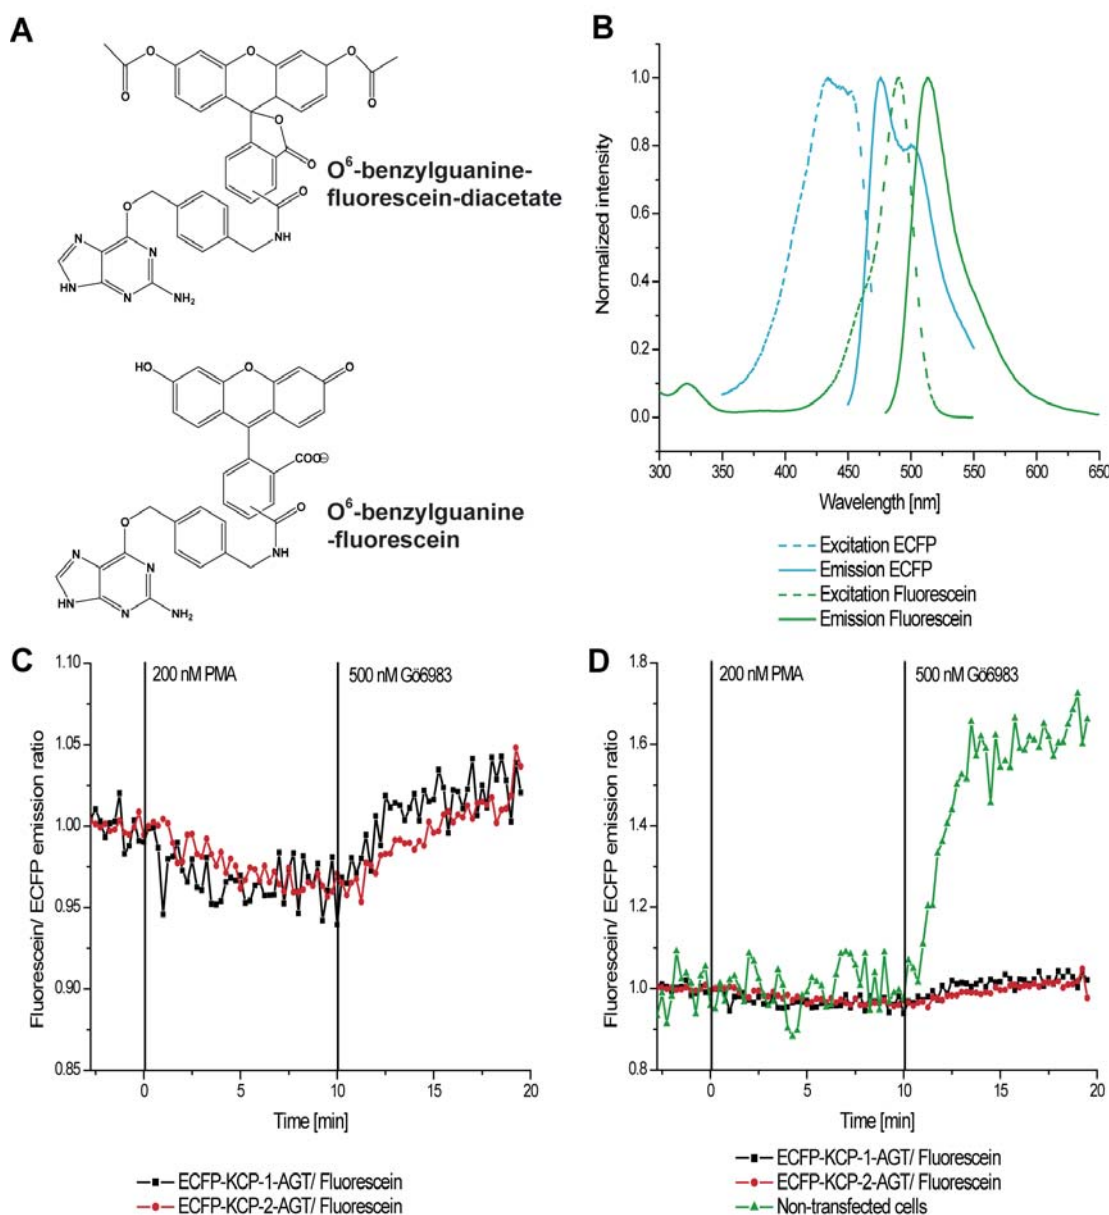 A
O
O
O
O
O
O
O
O
O⁶-benzylguanine-
fluorescein-diacetate
O
O
NH
N
N
HN
N
N
NH₂
HO
O
O
COO⊖
O
O⁶-benzylguanine
-fluorescein
O
NH
N
N
HN
N
N
NH₂
B
Normalized intensity
1.0
0.8
0.6
0.4
0.2
0.0
300 350 400 450 500 550 600 650
Wavelength [nm]
Excitation ECFP
Emission ECFP
Excitation Fluorescein
Emission Fluorescein
C
Fluorescein/ ECFP emission ratio
1.10
1.05
1.00
0.95
0.90
0.85
200 nM PMA
500 nM Gö6983
0 5 10 15 20
Time [min]
ECFP-KCP-1-AGT/ Fluorescein
ECFP-KCP-2-AGT/ Fluorescein
D
Fluorescein/ ECFP emission ratio
1.8
1.6
1.4
1.2
1.0
0.8
200 nM PMA
500 nM Gö6983
0 5 10 15 20
Time [min]
ECFP-KCP-1-AGT/ Fluorescein
ECFP-KCP-2-AGT/ Fluorescein
Non-transfected cells